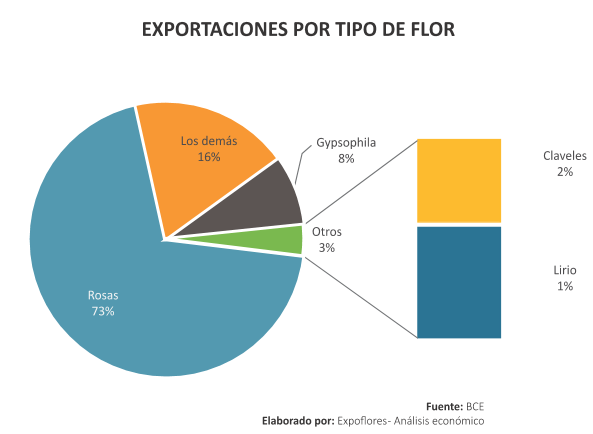 EXPORTACIONES POR TIPO DE FLOR
Los demás
16%
Gypsophila
8%
Claveles
2%
Otros
3%
Lirio
1%
Rosas
73%
Fuente: BCE
Elaborado por: Expoflores- Análisis económico